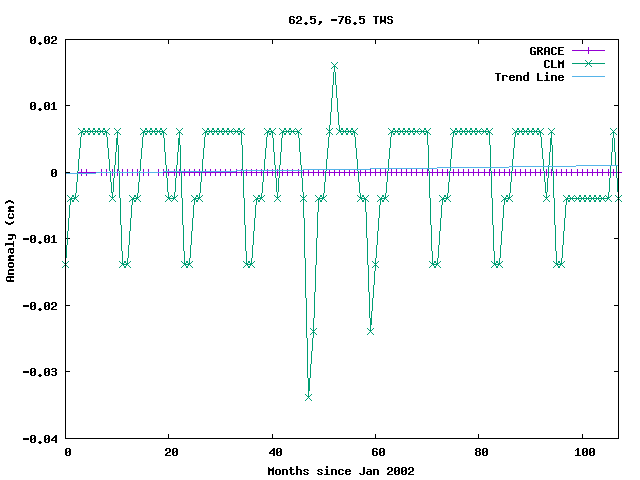 62.5, -76.5 TWS
GRACE
CLM
Trend Line
0.02
0.01
0
-0.01
-0.02
-0.03
-0.04
Anomaly (cm)
0 20 40 60 80 100
Months since Jan 2002